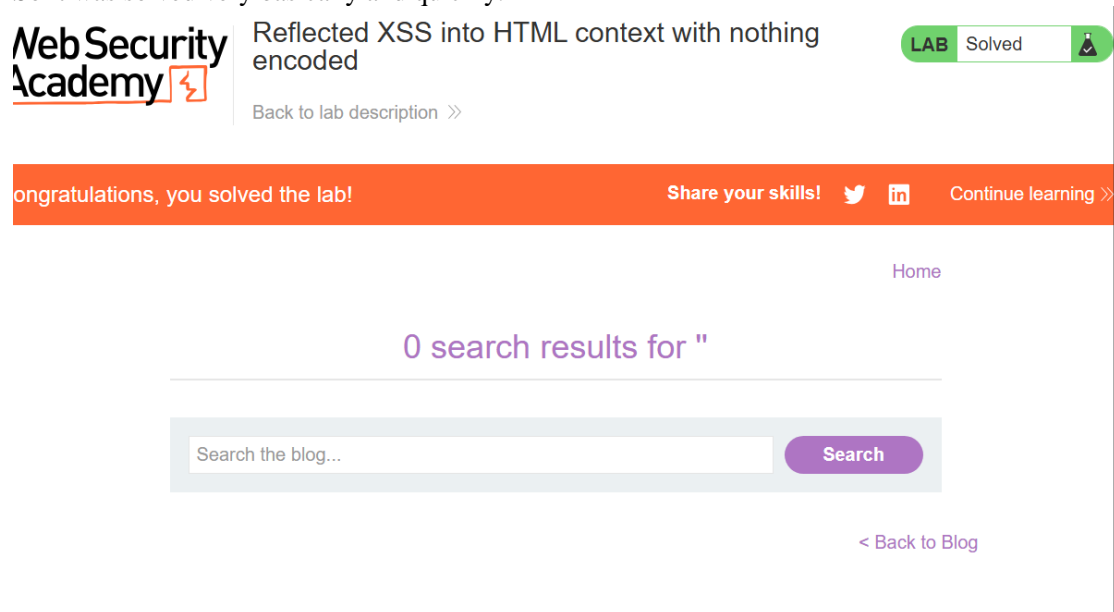 Web Security
Academy
Reflected XSS into HTML context with nothing
encoded
Back to lab description
LAB Solved
ongratulations, you solved the lab!
Share your skills!
in
Continue learning
Home
0 search results for "
Search the blog...
Search
< Back to Blog